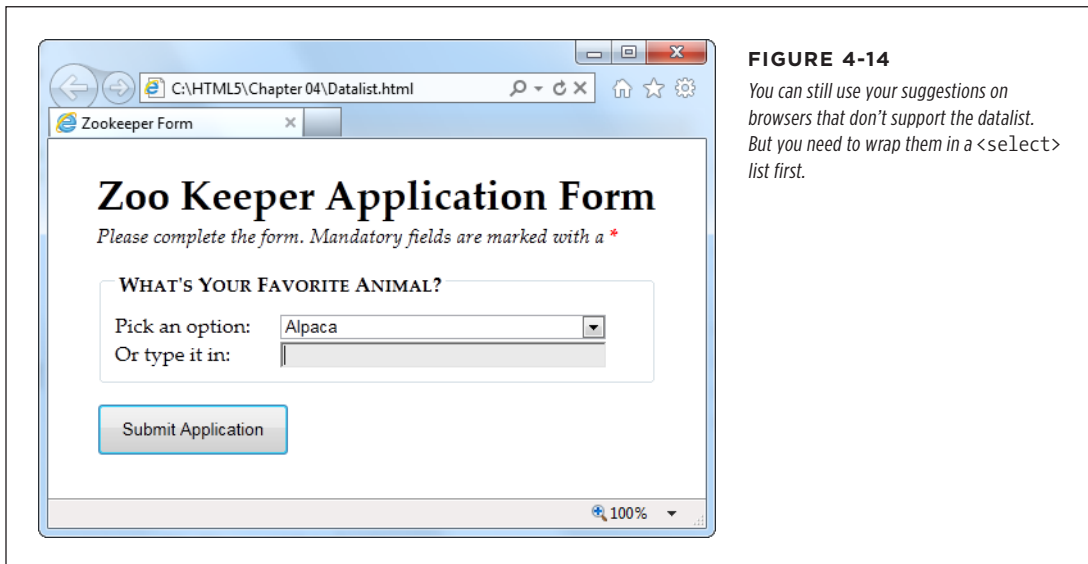 C:\HTML5\Chapter 04\Datalist.html
Zookeeper Form
Zoo Keeper Application Form
Please complete the form. Mandatory fields are marked with a *
WHAT'S YOUR FAVORITE ANIMAL?
Pick an option: Alpaca
Or type it in:
Submit Application
100%
FIGURE 4-14
You can still use your suggestions on
browsers that don't support the datalist.
But you need to wrap them in a <select>
list first.